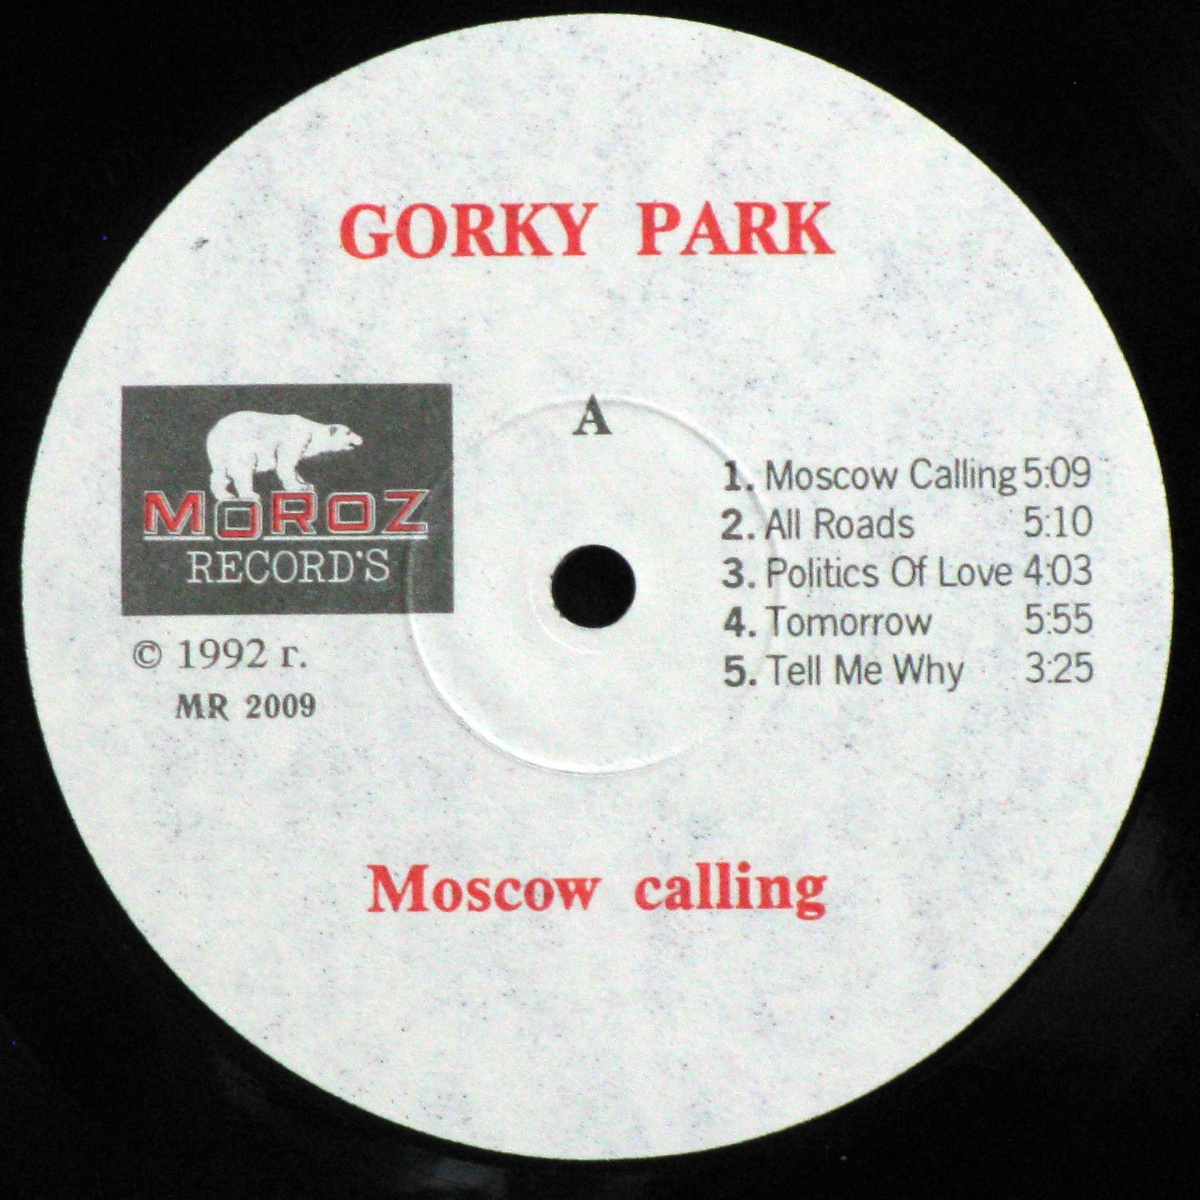 GORKY PARK
A
MOROZ
RECORD'S
© 1992 г.
MR 2009
1. Moscow Calling 5:09
2. All Roads 5:10
3. Politics Of Love 4:03
4. Tomorrow 5:55
5. Tell Me Why 3:25
Moscow calling